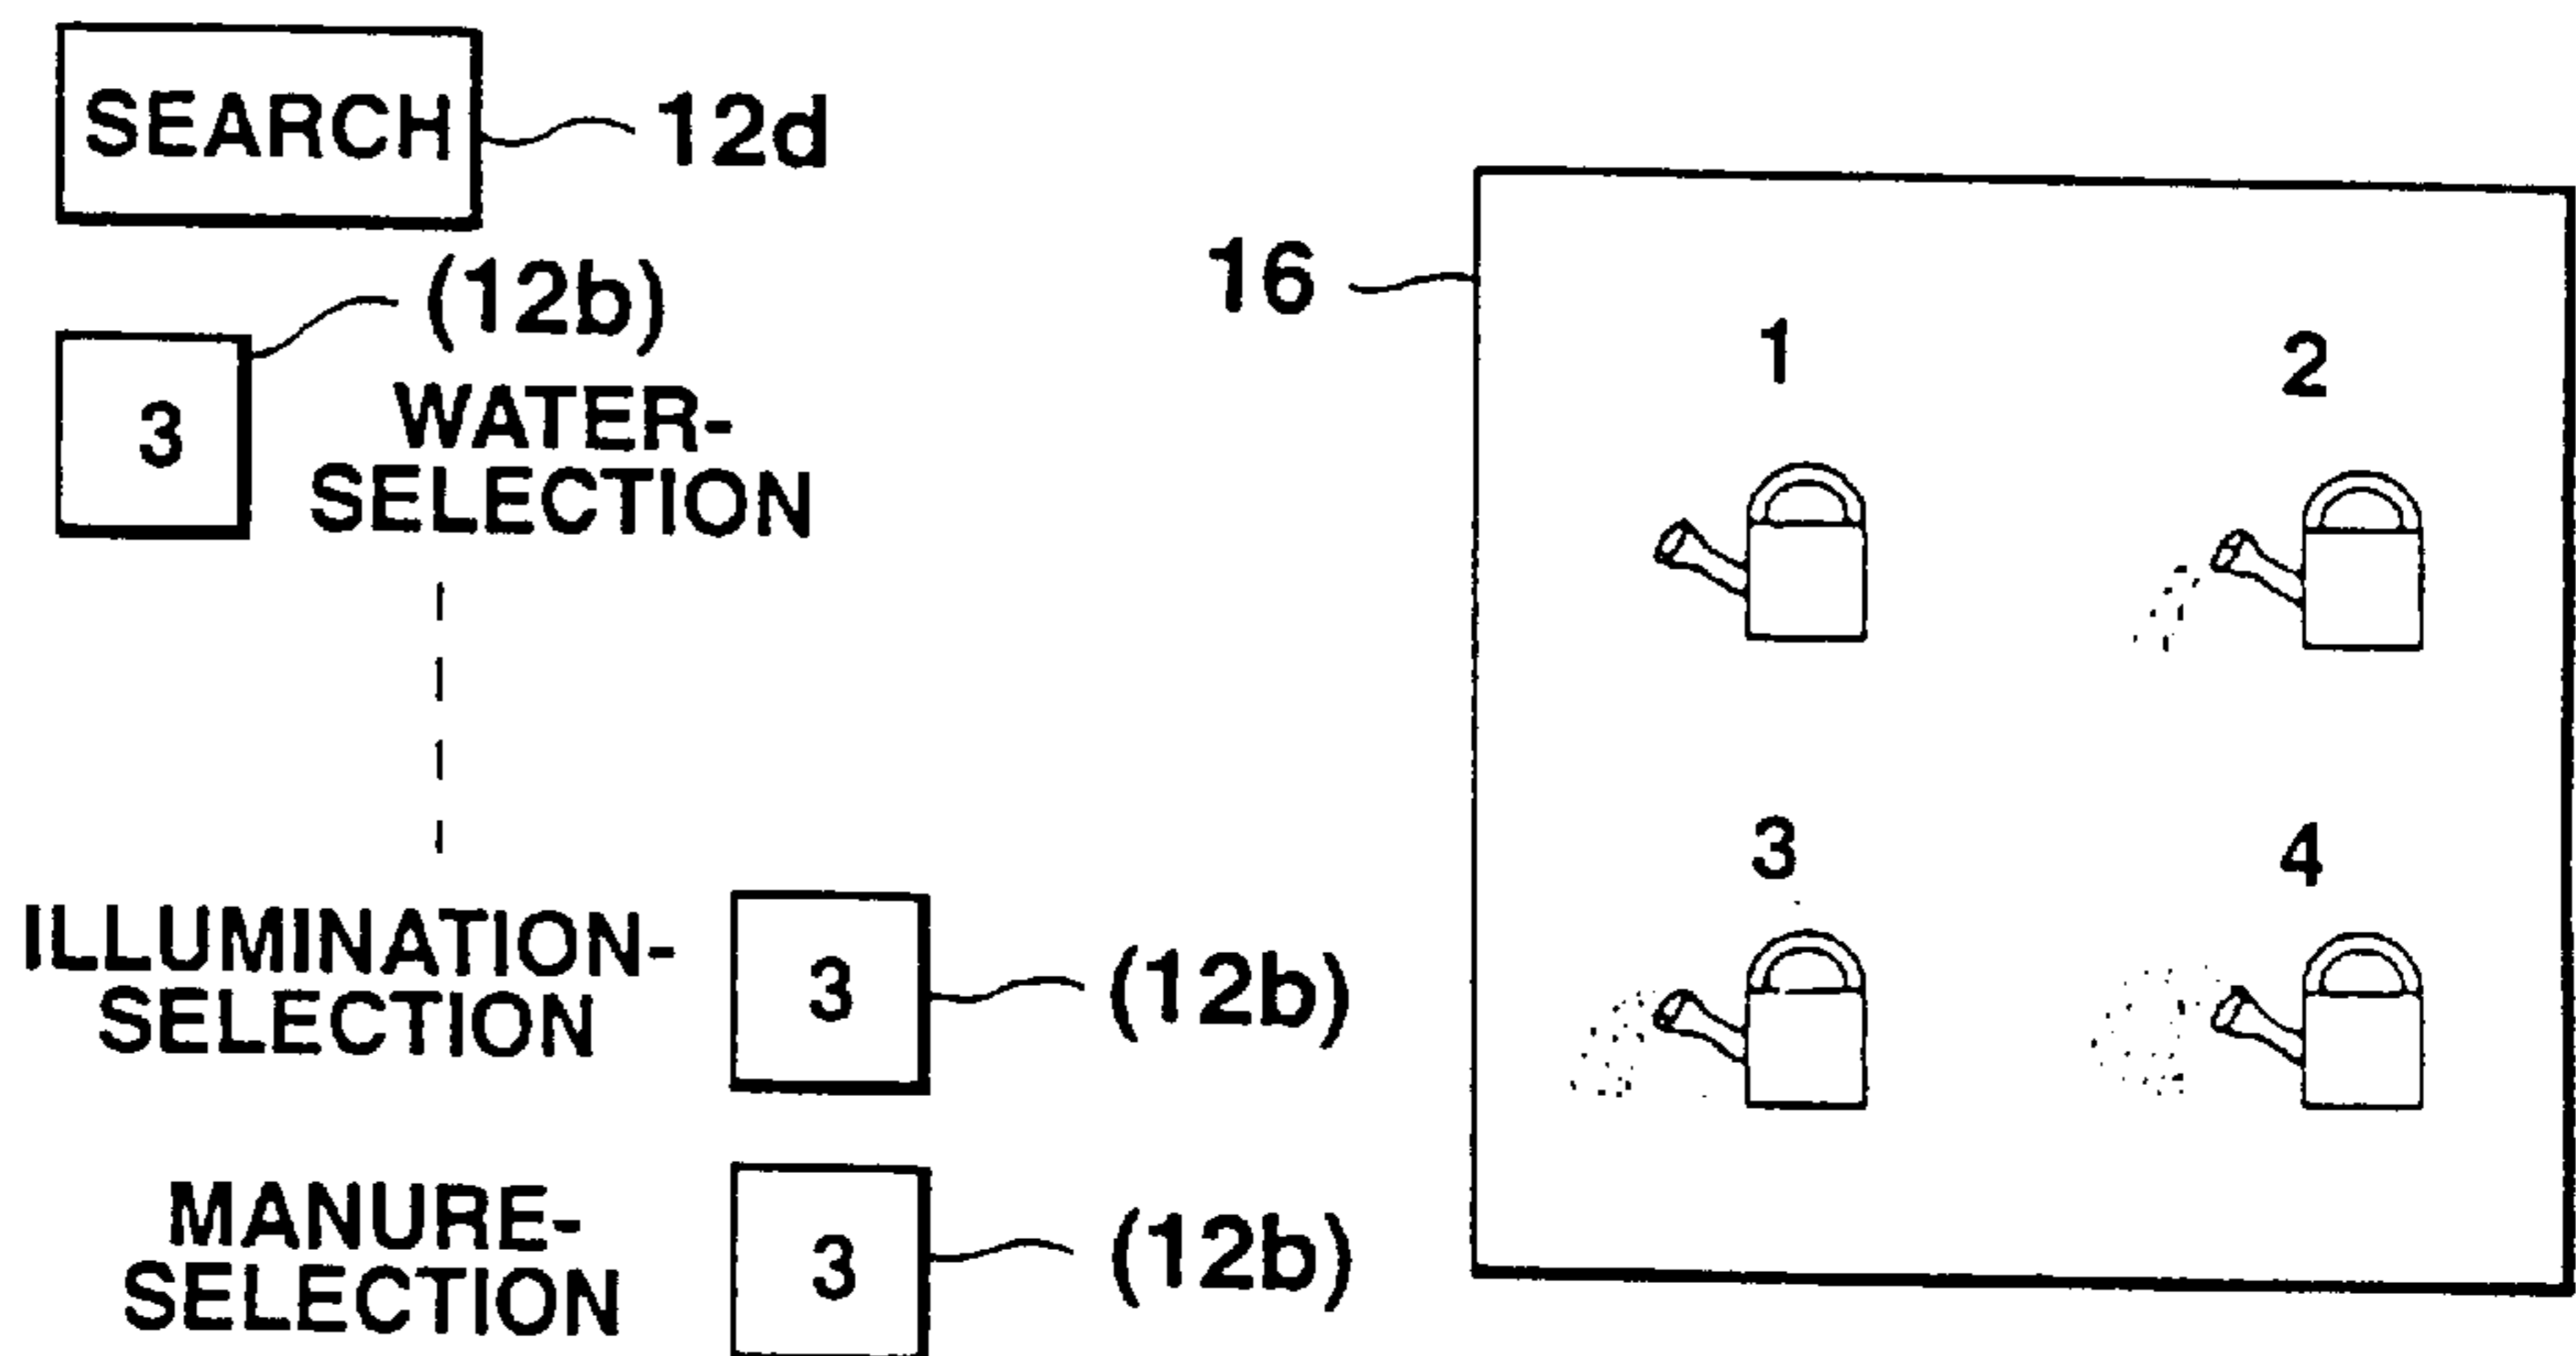 SEARCH 12d
(12b)
3 WATER-
SELECTION
ILLUMINATION-
SELECTION 3 (12b)
MANURE-
SELECTION 3 (12b)
16
1 2
3 4